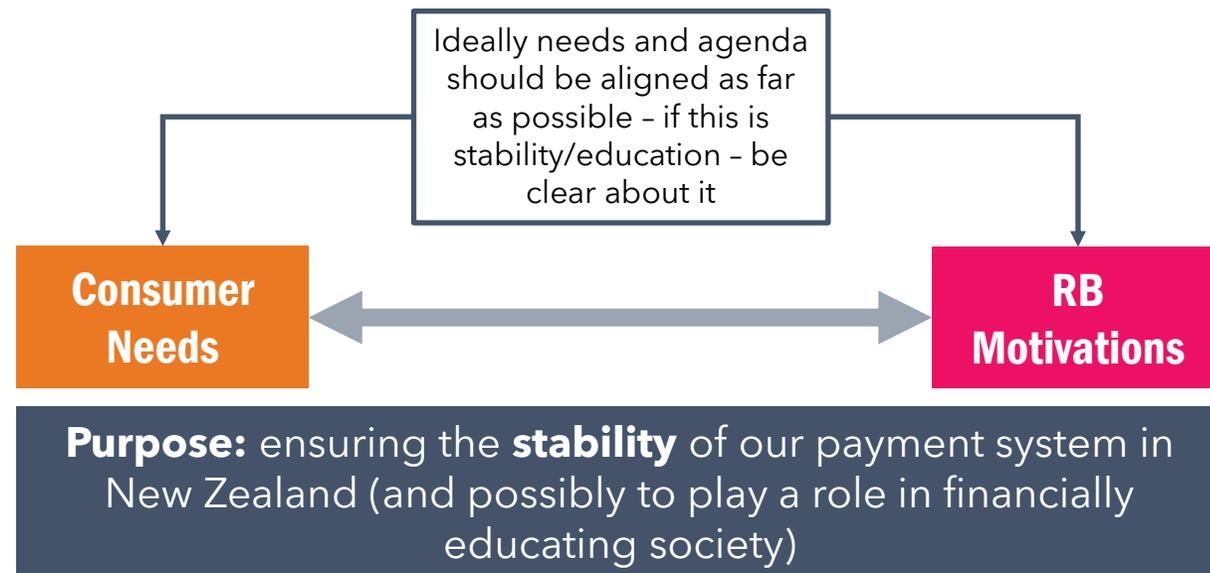 Ideally needs and agenda
should be aligned as far
as possible – if this is
stability/education – be
clear about it
Consumer
Needs
RB
Motivations
Purpose: ensuring the stability of our payment system in
New Zealand (and possibly to play a role in financially
educating society)